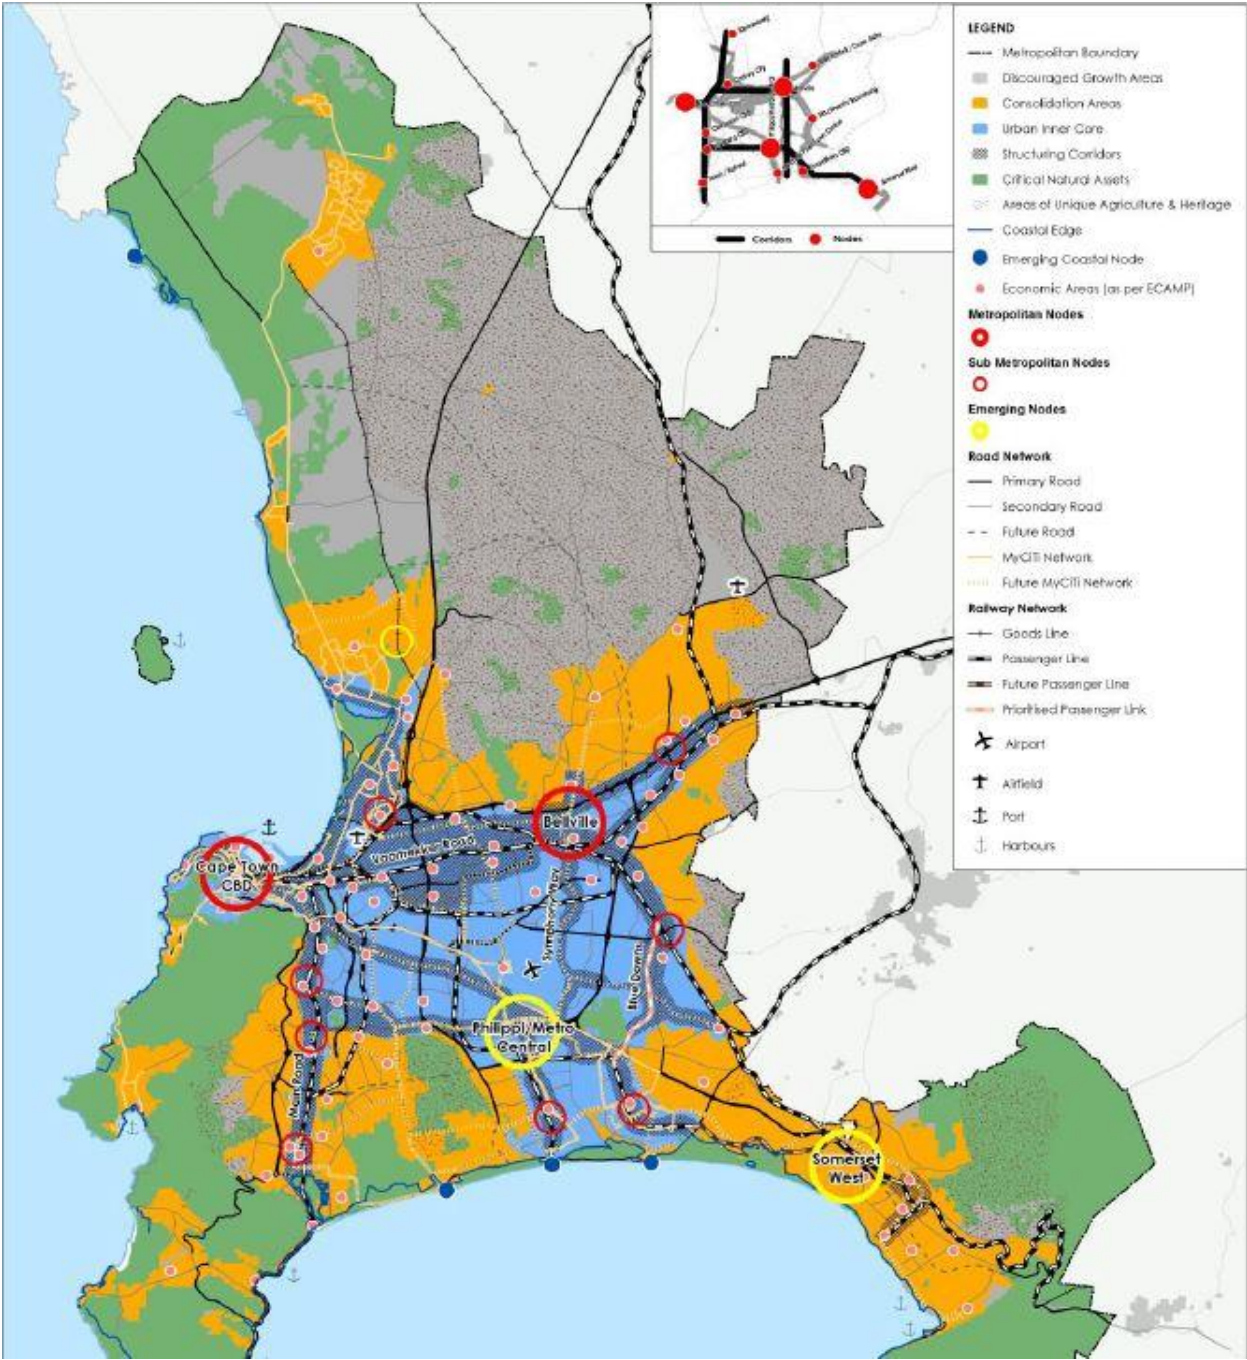 LEGEND
Metropolitan Boundary
Discouraged Growth Areas
Consolidation Areas
Urban Inner Core
Structuring Corridors
Critical Natural Assets
Areas of Unique Agriculture & Heritage
Coastal Edge
Emerging Coastal Node
Economic Areas (as per ECAMP)
Metropolitan Nodes
Sub Metropolitan Nodes
Emerging Nodes
Road Network
Primary Road
Secondary Road
Future Road
MyCiTi Network
Future MyCiTi Network
Railway Network
Goods Line
Passenger Line
Future Passenger Line
Prioritised Passenger Link
Airport
Airfield
Port
Harbours
Corridors
Nodes
Bellville
Voortrekker Road
Cape Town
CBD
Symphony Way
Blue Downs
Philippi/Metro
Central
Main Road
Somerset
West